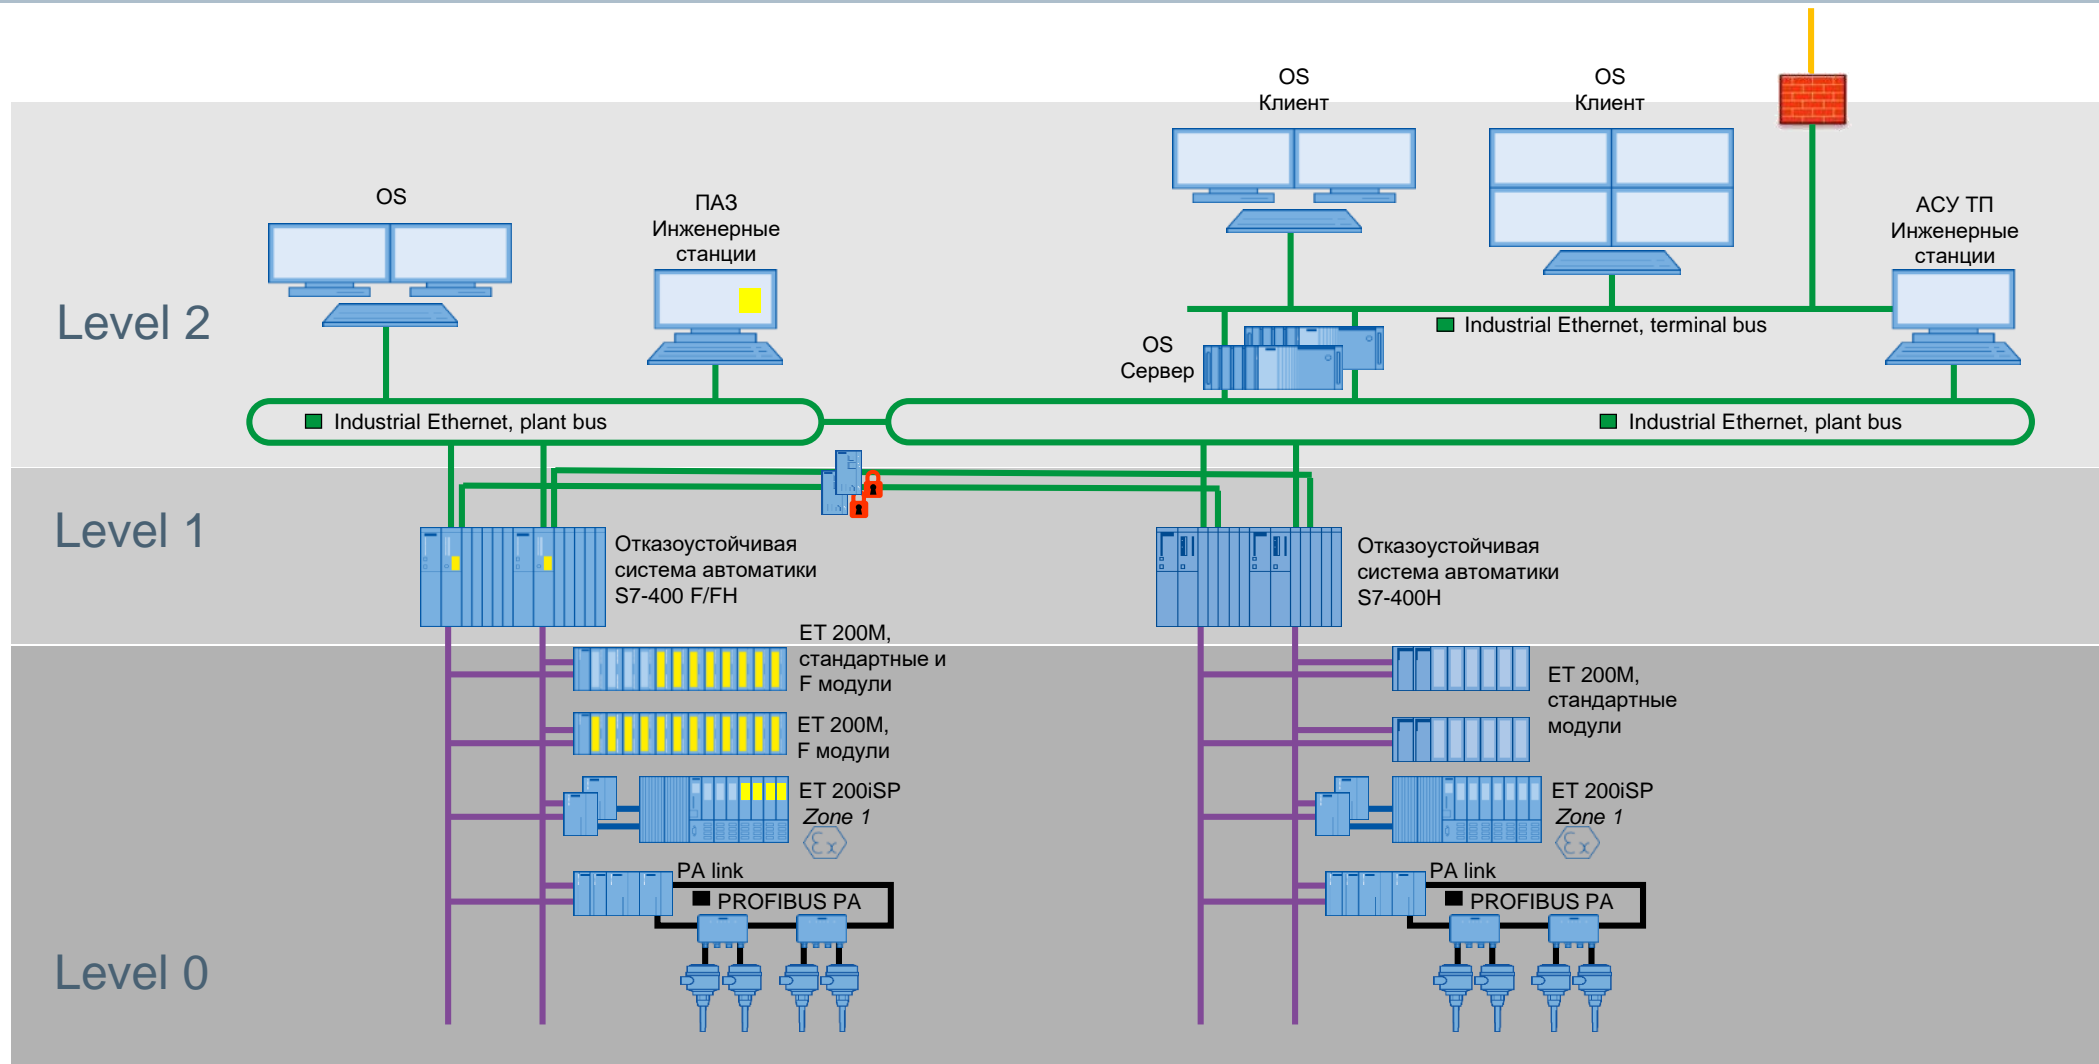 OS
Клиент
OS
Клиент
OS
ПАЗ
Инженерные
станции
АСУ ТП
Инженерные
станции
Level 2
Industrial Ethernet, terminal bus
OS
Сервер
Industrial Ethernet, plant bus
Industrial Ethernet, plant bus
Level 1
Отказоустойчивая
система автоматики
S7-400 F/FH
Отказоустойчивая
система автоматики
S7-400H
ET 200M,
стандартные и
F модули
ET 200M,
стандартные
модули
ET 200M,
F модули
ET 200iSP
Zone 1
Ex
ET 200iSP
Zone 1
Ex
PA link
PROFIBUS PA
PA link
PROFIBUS PA
Level 0